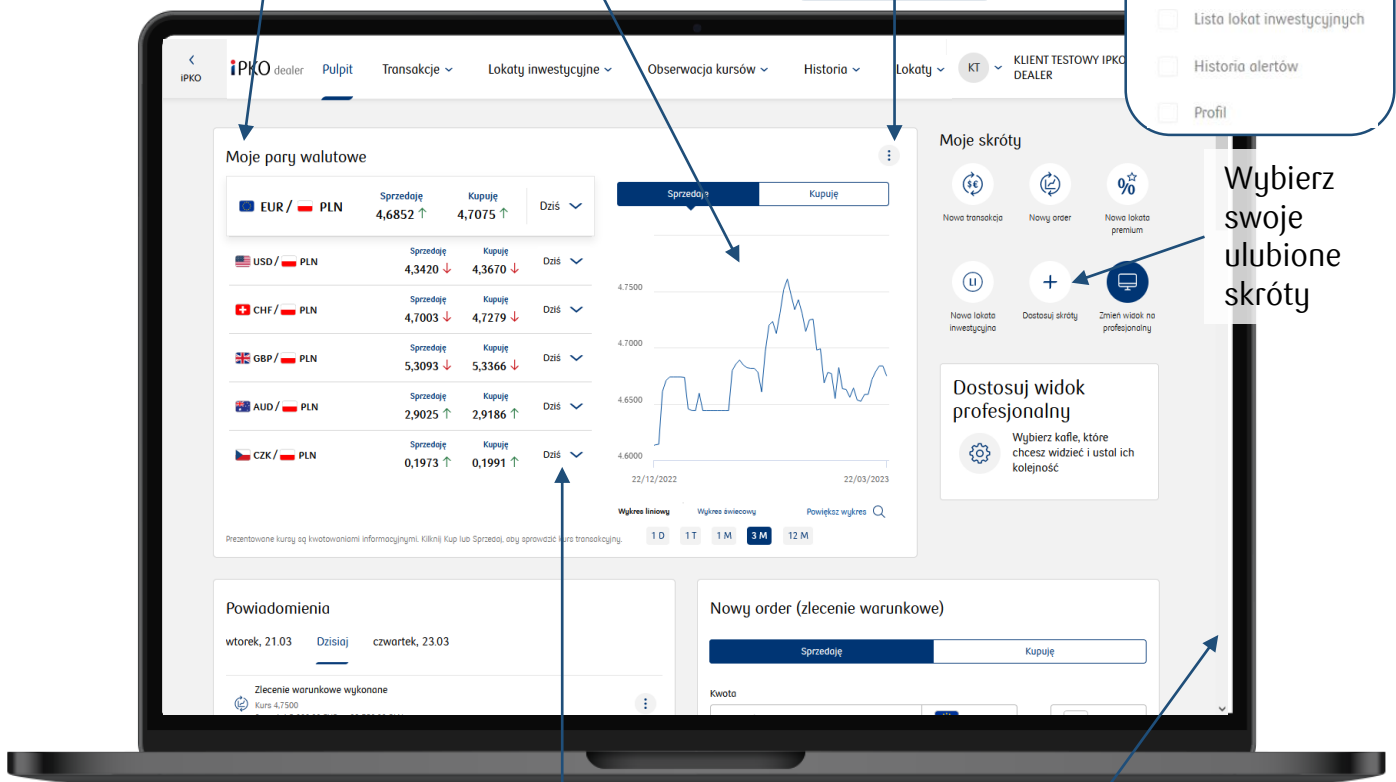 Lista lokat inwestycyjnych
Historia alertów
Profil
iPKO
iPKO dealer
Pulpit
Transakcje
Lokaty inwestycyjne
Obserwacja kursów
Historia
Lokaty
KT
KLIENT TESTOWY IPKO
DEALER
Moje pary walutowe
EUR / PLN
Sprzedaję
4,6852 ↑
Kupuję
4,7075 ↑
Dziś
USD / PLN
Sprzedaję
4,3420 ↓
Kupuję
4,3670 ↓
Dziś
CHF / PLN
Sprzedaję
4,7003 ↓
Kupuję
4,7279 ↓
Dziś
GBP / PLN
Sprzedaję
5,3093 ↓
Kupuję
5,3366 ↓
Dziś
AUD / PLN
Sprzedaję
2,9025 ↑
Kupuję
2,9186 ↑
Dziś
CZK / PLN
Sprzedaję
0,1973 ↑
Kupuję
0,1991 ↑
Dziś
Prezentowane kursy są kwotowaniami informacyjnymi. Kilknij Kup lub Sprzedaj, aby sprawdzić kurs transakcyjny.
Sprzedaję
Kupuję
4.7500
4.7000
4.6500
4.6000
22/12/2022
22/03/2023
Wykres liniowy
Wykres świecowy
Powiększ wykres
1 D
1 T
1 M
3 M
12 M
Moje skróty
Nowa transakcja
Nowy order
Nowa lokata
premium
LI
Nowa lokata
inwestycyjna
Dostosuj skróty
Zmień widok na
profesjonalny
Wybierz
swoje
ulubione
skróty
Dostosuj widok
profesjonalny
Wybierz kafle, które
chcesz widzieć i ustal ich
kolejność
Powiadomienia
wtorek, 21.03
Dzisiaj
czwartek, 23.03
Zlecenie warunkowe wykonane
Kurs 4,7500
Nowy order (zlecenie warunkowe)
Sprzedaję
Kupuję
Kwota